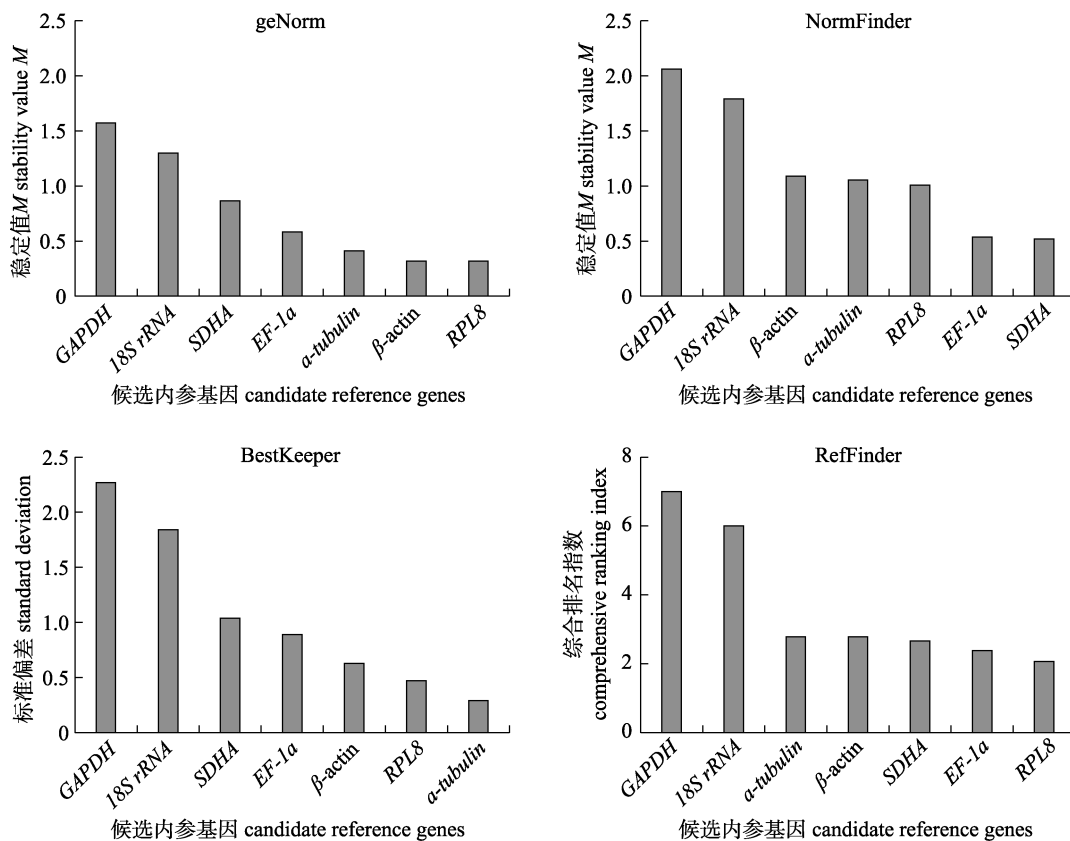 geNorm
稳定值M stability value M
2.5
2.0
1.5
1.0
0.5
0
GAPDH
18S rRNA
SDHA
EF-1a
a-tubulin
β-actin
RPL8
候选内参基因 candidate reference genes
NormFinder
稳定值M stability value M
2.5
2.0
1.5
1.0
0.5
0
GAPDH
18S rRNA
β-actin
a-tubulin
RPL8
EF-1a
SDHA
候选内参基因 candidate reference genes
BestKeeper
标准偏差 standard deviation
2.5
2.0
1.5
1.0
0.5
0
GAPDH
18S rRNA
SDHA
EF-1a
β-actin
RPL8
a-tubulin
候选内参基因 candidate reference genes
RefFinder
综合排名指数
comprehensive ranking index
8
6
4
2
0
GAPDH
18S rRNA
a-tubulin
β-actin
SDHA
EF-1a
RPL8
候选内参基因 candidate reference genes